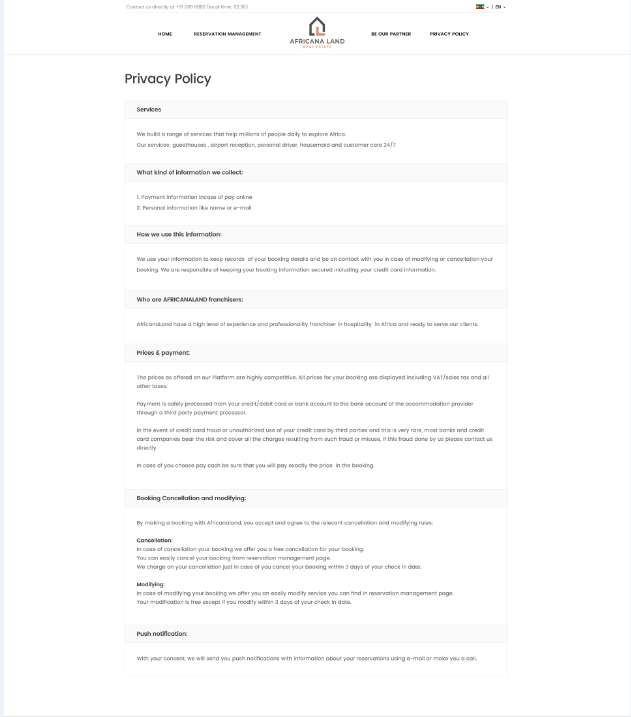 Contact us directly at
| EN
HOME
RESERVATION MANAGEMENT
AFRICANA LAND
REAL ESTATE
BE OUR PARTNER
PRIVACY POLICY
Privacy Policy
Services
We build a range of services that help millions of people daily to explore Africa.
Our services: guesthouses , airport reception, personal driver, housemaid and customer care 24/7
What kind of information we collect:
1. Payment information incase of pay online
2. Personal information like name or e-mail
How we use this information:
We use your information to keep records of your booking details and be on contact with you in case of modifying or cancellation your
booking. We are responsible of keeping your booking information secured including your credit card information.
Who are AFRICANALAND franchisers:
AfricanaLand have a high level of experience and professionality franchiser in hospitality in Africa and ready to serve our clients.
Prices & payment:
The prices as offered on our Platform are highly competitive. All prices for your booking are displayed including VAT/sales tax and all
other taxes.
Payment is safely processed from your credit/debit card or bank account to the bank account of the accommodation provider
through a third party payment processor.
In the event of credit card fraud or unauthorized use of your credit card by third parties and this is very rare, most banks and credit
card companies bear the risk and cover all the charges resulting from such fraud or misuse, if this fraud done by us please contact us
directly.
In case of you choose pay cash be sure that you will pay exactly the price in the booking.
Booking Cancellation and modifying:
By making a booking with Africanaland, you accept and agree to the relevant cancellation and modifying rules:
Cancellation:
In case of cancellation your booking we offer you a free cancellation for your booking.
You can easily cancel your booking from reservation management page.
We charge on your cancellation just in case of you cancel your booking within 3 days of your check in date.
Modifying:
In case of modifying your booking we offer you an easily modify service you can find in reservation management page.
Your modification is free except if you modify within 3 days of your check in date.
Push notification:
With your consent, we will send you push notifications with information about your reservations using e-mail or make you a call.